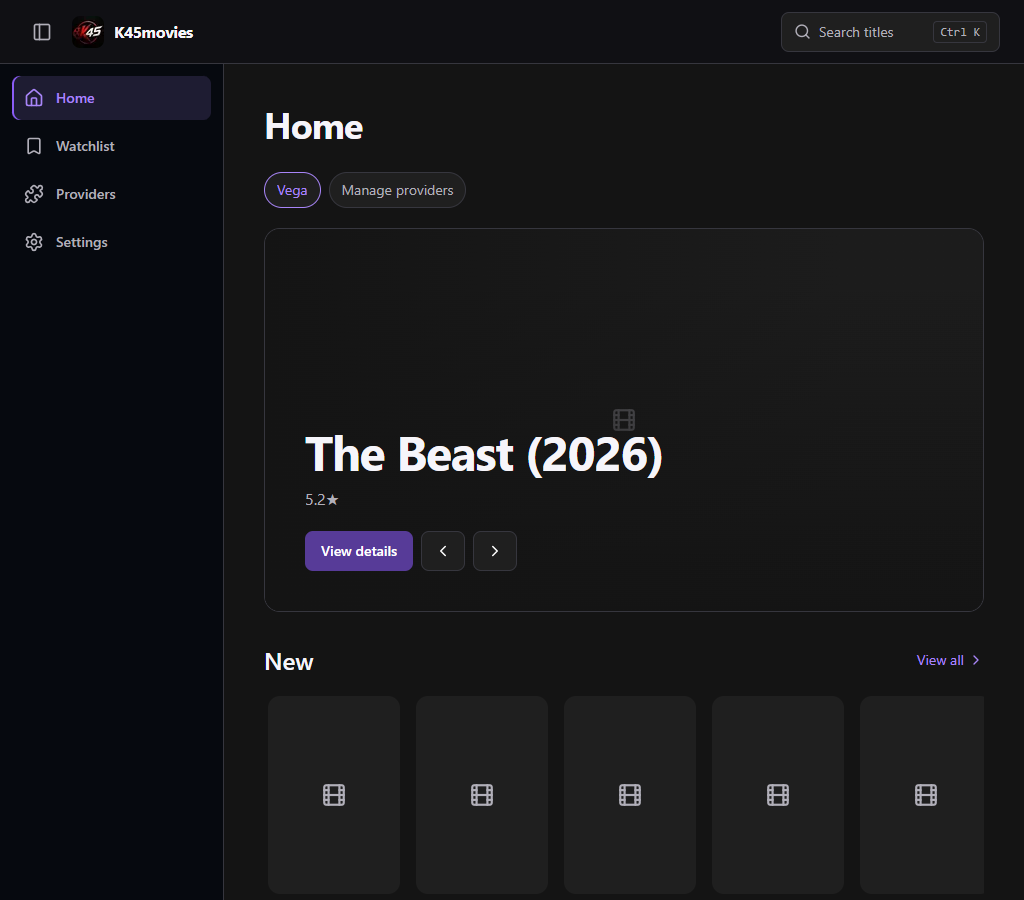 K45
K45movies
Search titles
Ctrl K
Home
Watchlist
Providers
Settings
Home
Vega
Manage providers
The Beast (2026)
5.2★
View details
New
View all